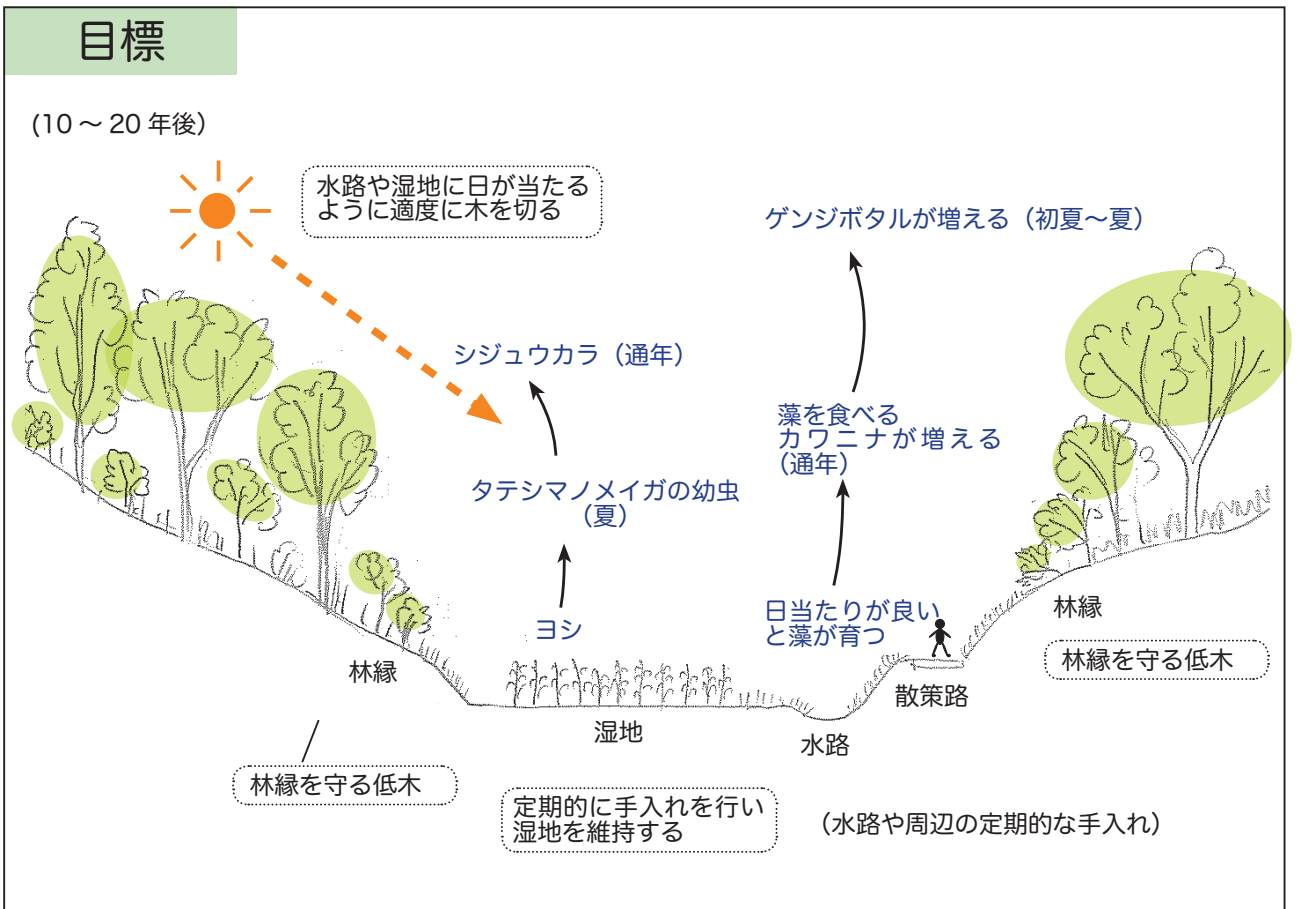 目標
(10 〜 20 年後)
水路や湿地に日が当たる
ように適度に木を切る
ゲンジボタルが増える（初夏〜夏）
シジュウカラ（通年）
藻を食べる
カワニナが増える
(通年)
タテシマノメイガの幼虫
（夏）
日当たりが良い
と藻が育つ
ヨシ
林縁
林縁を守る低木
林縁
散策路
湿地
水路
林縁を守る低木
定期的に手入れを行い
湿地を維持する
（水路や周辺の定期的な手入れ）